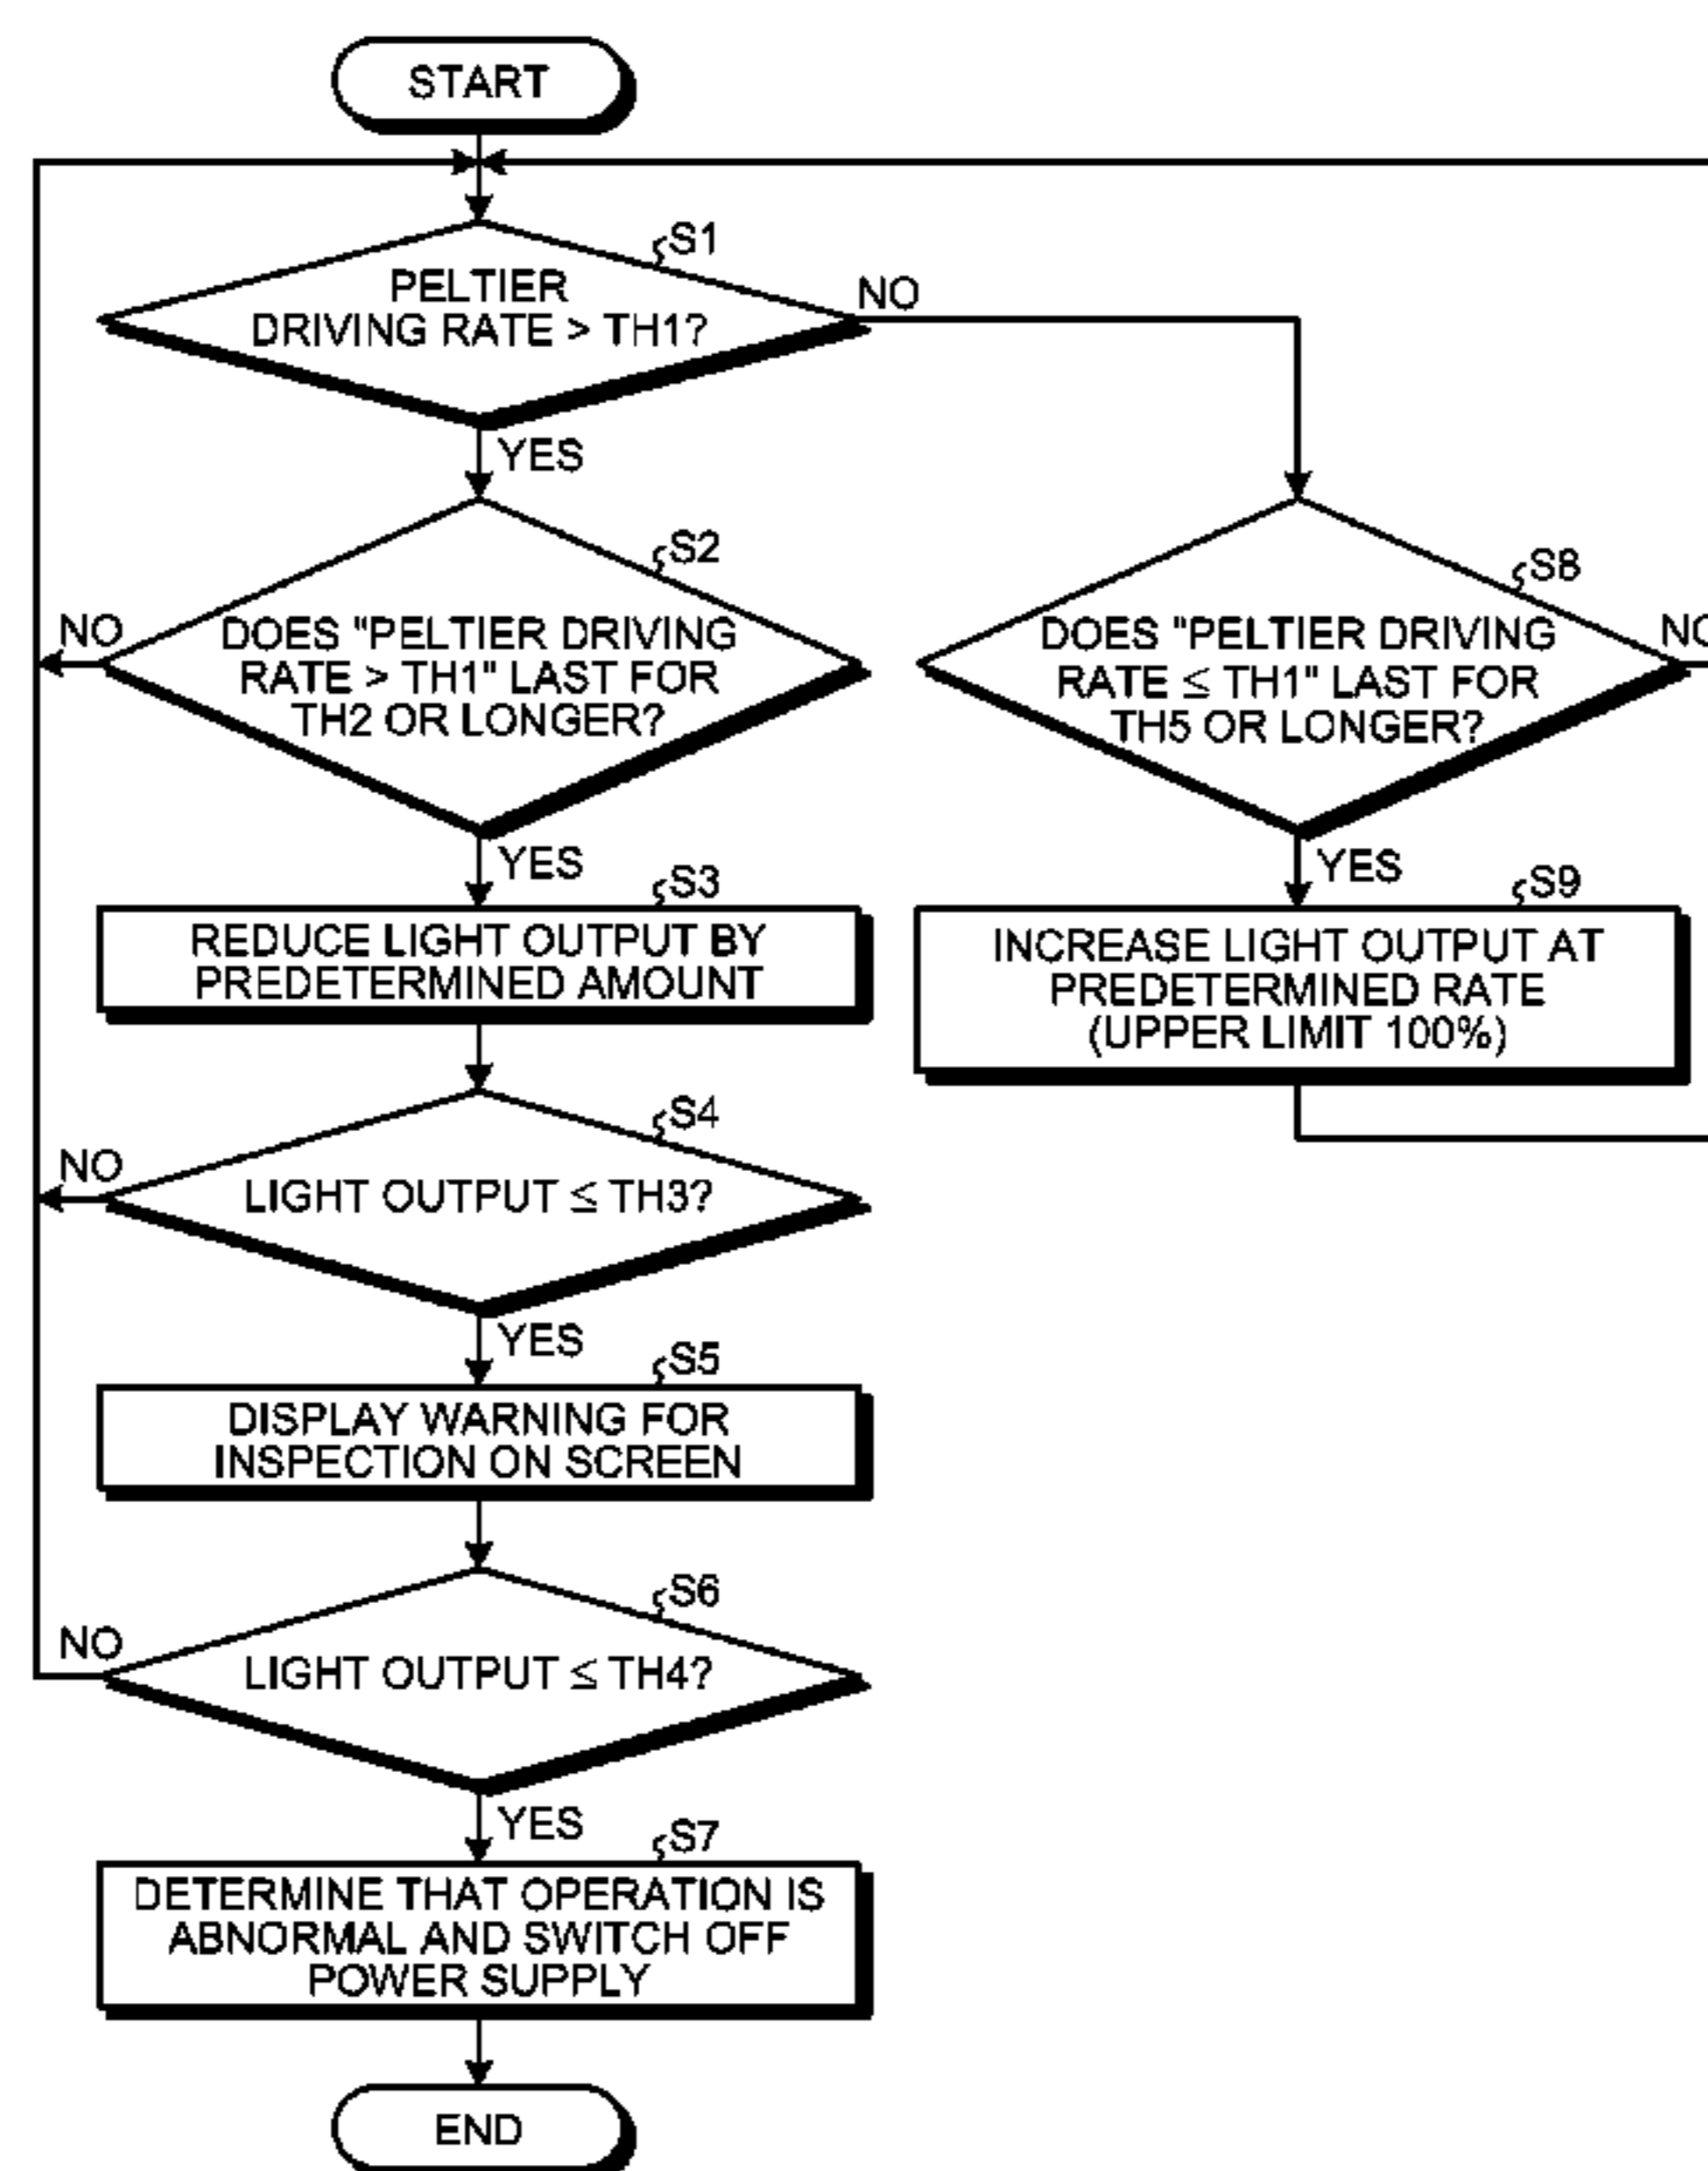 START
S1
PELTIER
DRIVING RATE > TH1?
NO
YES
S2
NO
DOES "PELTIER DRIVING
RATE > TH1" LAST FOR
TH2 OR LONGER?
YES
S3
REDUCE LIGHT OUTPUT BY
PREDETERMINED AMOUNT
S4
NO
LIGHT OUTPUT ≤ TH3?
YES
S5
DISPLAY WARNING FOR
INSPECTION ON SCREEN
S6
NO
LIGHT OUTPUT ≤ TH4?
YES
S7
DETERMINE THAT OPERATION IS
ABNORMAL AND SWITCH OFF
POWER SUPPLY
END
S8
DOES "PELTIER DRIVING
RATE ≤ TH1" LAST FOR
TH5 OR LONGER?
NO
YES
S9
INCREASE LIGHT OUTPUT AT
PREDETERMINED RATE
(UPPER LIMIT 100%)